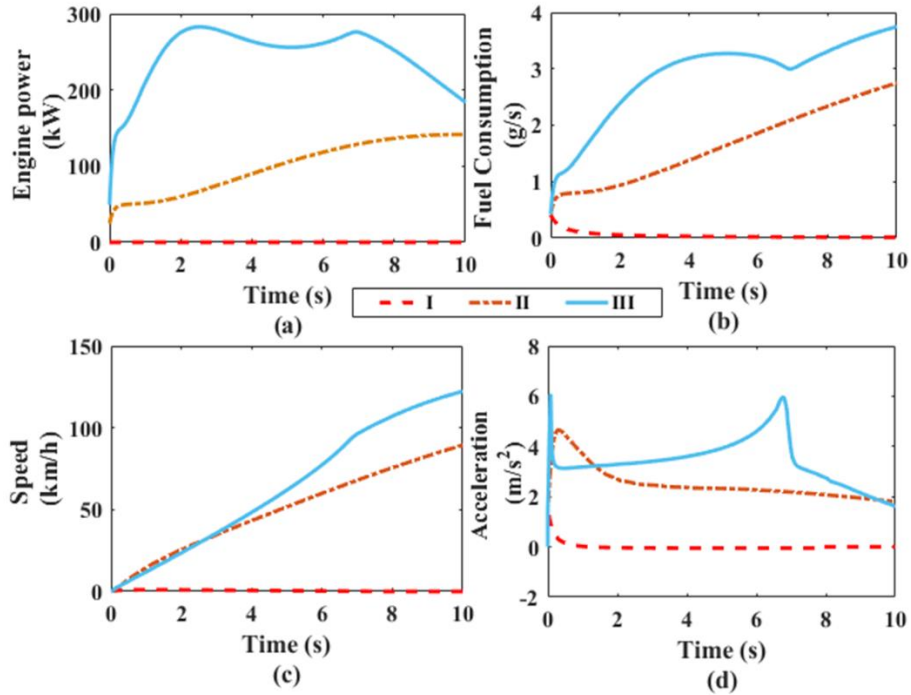 300
200
100
0
Engine power
(kW)
0 2 4 6 8 10
Time (s)
(a)
4
3
2
1
0
Fuel Consumption
(g/s)
0 2 4 6 8 10
Time (s)
(b)
I II III
150
100
50
0
Speed
(km/h)
0 2 4 6 8 10
Time (s)
(c)
8
6
4
2
0
-2
Acceleration
(m/s²)
0 2 4 6 8 10
Time (s)
(d)